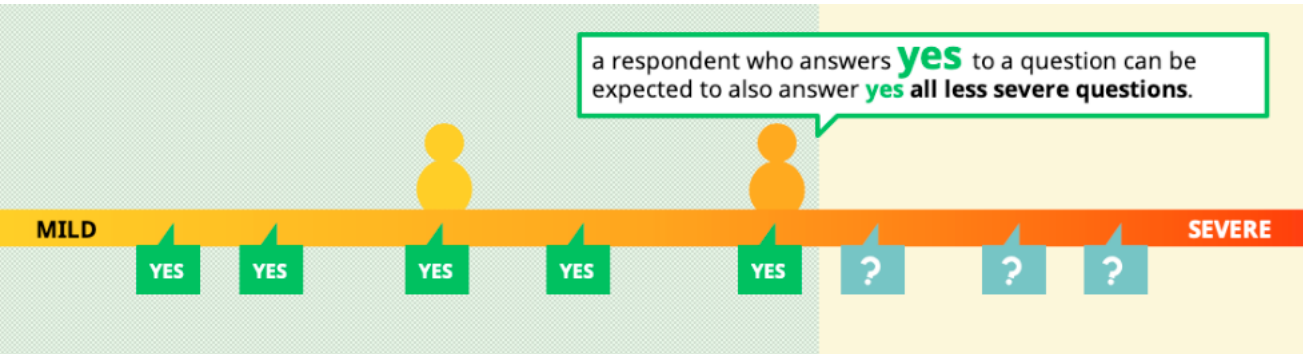 a respondent who answers yes to a question can be
expected to also answer yes all less severe questions.
MILD
SEVERE
YES
YES
YES
YES
YES
?
?
?